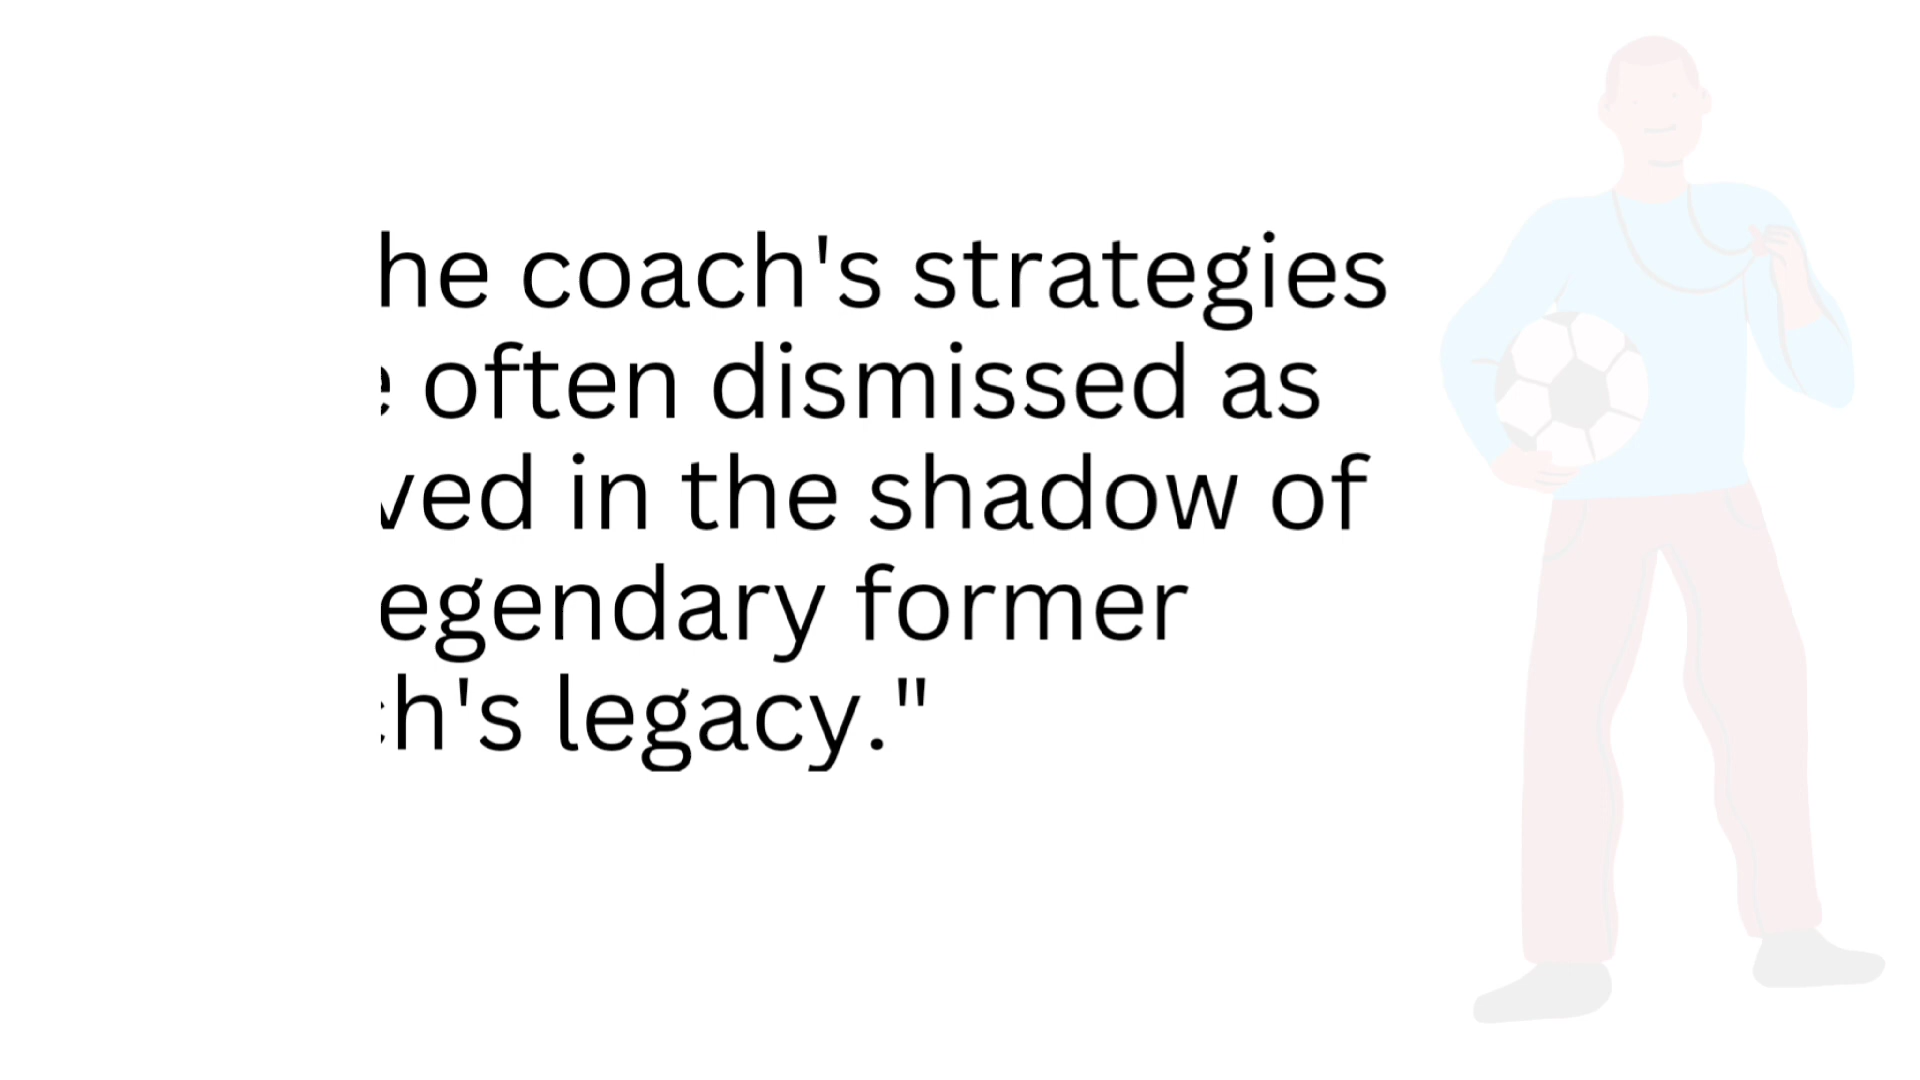 he coach's strategies
often dismissed as
ved in the shadow of
egendary former
h's legacy."